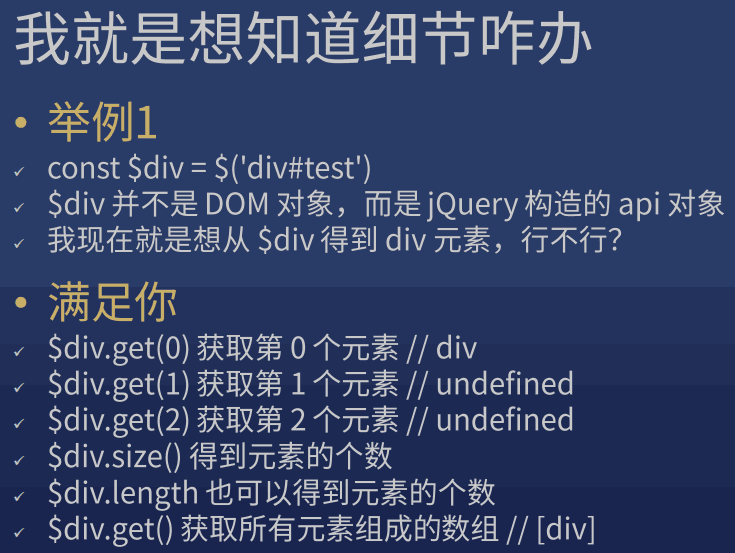 我就是想知道细节咋办
• 举例1
✓ const $div = $('div#test')
✓ $div 并不是 DOM 对象，而是 jQuery 构造的 api 对象
✓ 我现在就是想从 $div 得到 div 元素，行不行？
• 满足你
✓ $div.get(0) 获取第 0 个元素 // div
✓ $div.get(1) 获取第 1 个元素 // undefined
✓ $div.get(2) 获取第 2 个元素 // undefined
✓ $div.size() 得到元素的个数
✓ $div.length 也可以得到元素的个数
✓ $div.get() 获取所有元素组成的数组 // [div]